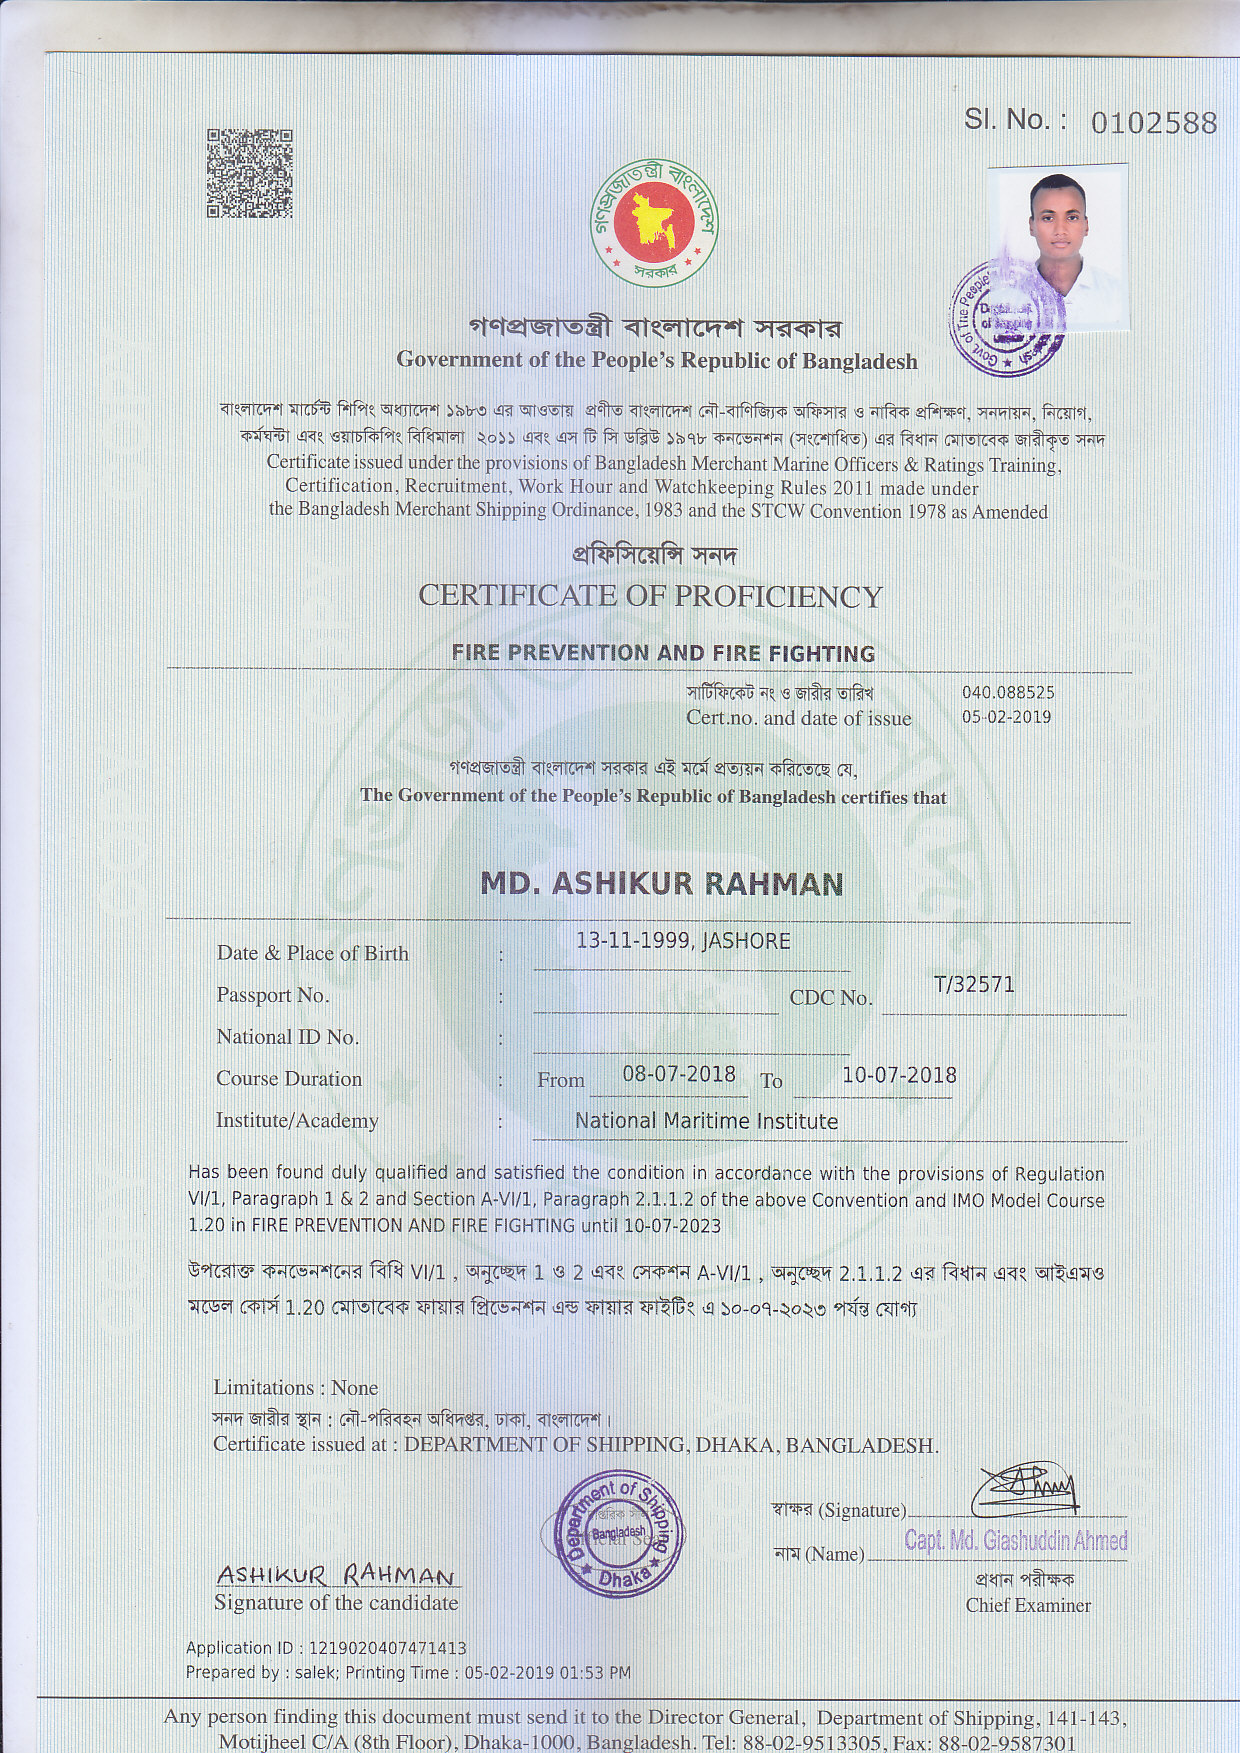 Sl. No. : 0102588
গণপ্রজাতন্ত্রী বাংলাদেশ
সরকার
Govt. of The People's
Department
of Shipping
গণপ্রজাতন্ত্রী বাংলাদেশ সরকার
Government of the People's Republic of Bangladesh
বাংলাদেশ মার্চেন্ট শিপিং অধ্যাদেশ ১৯৮৩ এর আওতায় প্রণীত বাংলাদেশ নৌ-বাণিজ্যিক অফিসার ও নাবিক প্রশিক্ষণ, সনদায়ন, নিয়োগ,
কর্মঘন্টা এবং ওয়াচকিপিং বিধিমালা ২০১১ এবং এস টি সি ডব্লিউ ১৯৭৮ কনভেনশন (সংশোধিত) এর বিধান মোতাবেক জারীকৃত সনদ
Certificate issued under the provisions of Bangladesh Merchant Marine Officers & Ratings Training,
Certification, Recruitment, Work Hour and Watchkeeping Rules 2011 made under
the Bangladesh Merchant Shipping Ordinance, 1983 and the STCW Convention 1978 as Amended
প্রফিসিয়েন্সি সনদ
CERTIFICATE OF PROFICIENCY
FIRE PREVENTION AND FIRE FIGHTING
সার্টিফিকেট নং ও জারীর তারিখ 040.088525
Cert.no. and date of issue 05-02-2019
গণপ্রজাতন্ত্রী বাংলাদেশ সরকার এই মর্মে প্রত্যয়ন করিতেছে যে,
The Government of the People's Republic of Bangladesh certifies that
MD. ASHIKUR RAHMAN
Date & Place of Birth : 13-11-1999, JASHORE
Passport No. : CDC No. T/32571
National ID No. :
Course Duration : From 08-07-2018 To 10-07-2018
Institute/Academy : National Maritime Institute
Has been found duly qualified and satisfied the condition in accordance with the provisions of Regulation
VI/1, Paragraph 1 & 2 and Section A-VI/1, Paragraph 2.1.1.2 of the above Convention and IMO Model Course
1.20 in FIRE PREVENTION AND FIRE FIGHTING until 10-07-2023
উপরোক্ত কনভেনশনের বিধি VI/1 , অনুচ্ছেদ 1 ও 2 এবং সেকশন A-VI/1 , অনুচ্ছেদ 2.1.1.2 এর বিধান এবং আইএমও
মডেল কোর্স 1.20 মোতাবেক ফায়ার প্রিভেনশন এন্ড ফায়ার ফাইটিং এ ১০-০৭-২০২৩ পর্যন্ত যোগ্য
Limitations : None
সনদ জারীর স্থান : নৌ-পরিবহন অধিদপ্তর, ঢাকা, বাংলাদেশ।
Certificate issued at : DEPARTMENT OF SHIPPING, DHAKA, BANGLADESH.
Department of Shipping
Bangladesh
Dhaka
স্বাক্ষর (Signature)
নাম (Name) Capt. Md. Giashuddin Ahmed
প্রধান পরীক্ষক
Chief Examiner
ASHIKUR RAHMAN
Signature of the candidate
Application ID : 1219020407471413
Prepared by : salek; Printing Time : 05-02-2019 01:53 PM
Any person finding this document must send it to the Director General, Department of Shipping, 141-143,
Motijheel C/A (8th Floor), Dhaka-1000, Bangladesh. Tel: 88-02-9513305, Fax: 88-02-9587301